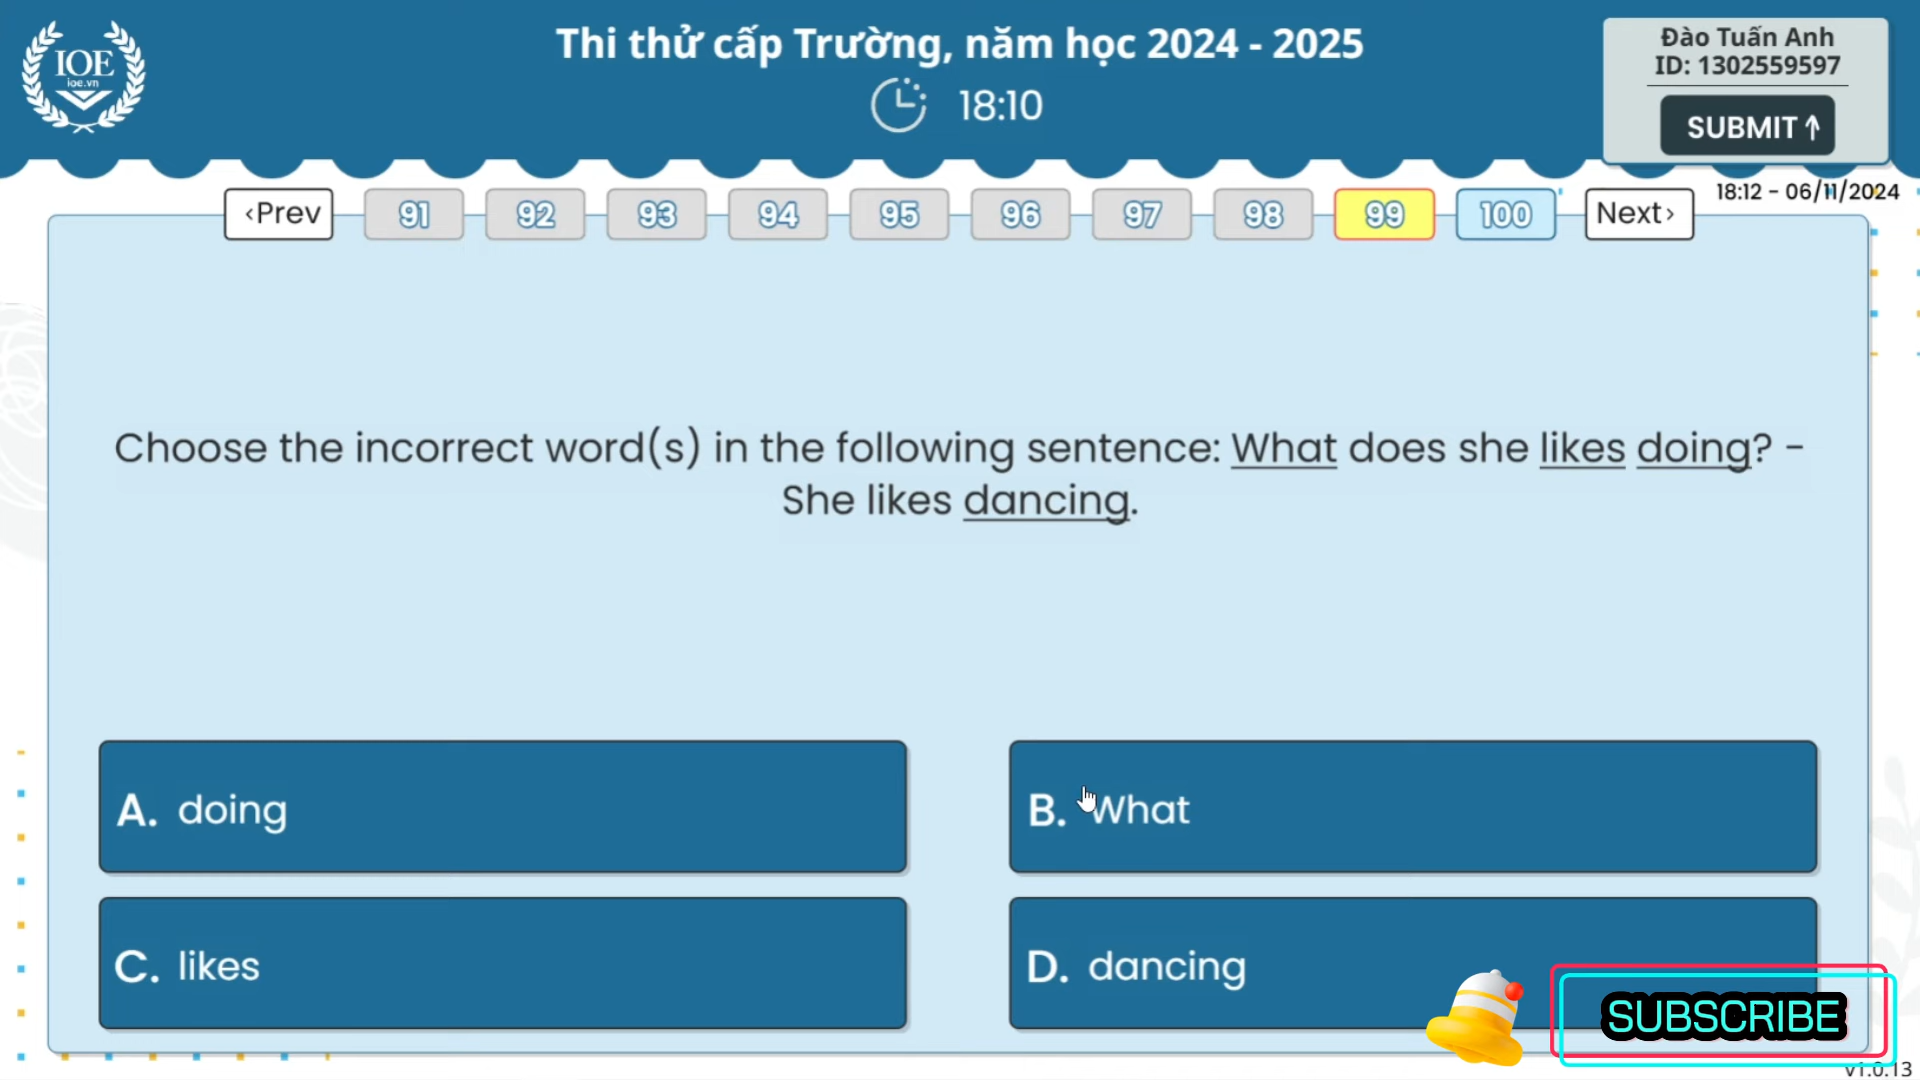 IOE
ioe.vn
Thi thử cấp Trường, năm học 2024 - 2025
18:10
Đào Tuấn Anh
ID: 1302559597
SUBMIT
18:12 - 06/11/2024
‹Prev 91 92 93 94 95 96 97 98 99 100 Next›
Choose the incorrect word(s) in the following sentence: What does she likes doing? -
She likes dancing.
A. doing
B. What
C. likes
D. dancing
SUBSCRIBE
v1.0.13